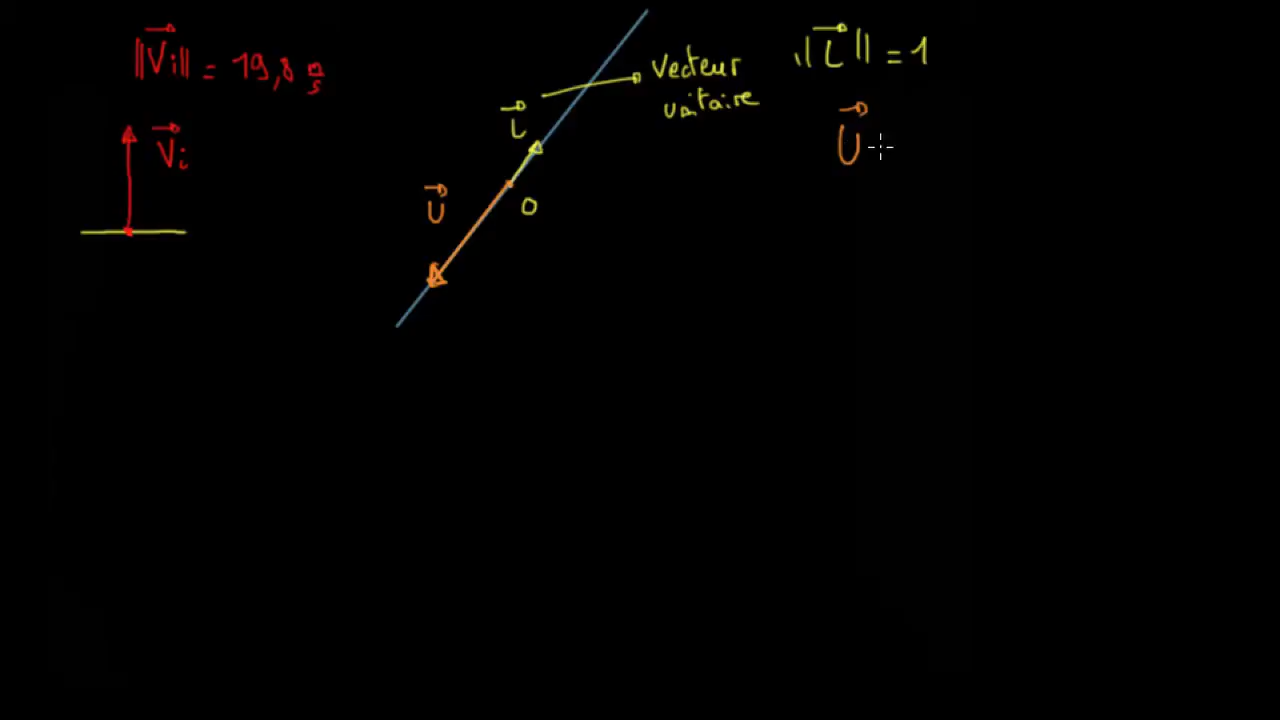 ||V⃗i|| = 19,8 m/s
V⃗i
L⃗
Vecteur
unitaire
||L⃗|| = 1
U⃗
U⃗
O